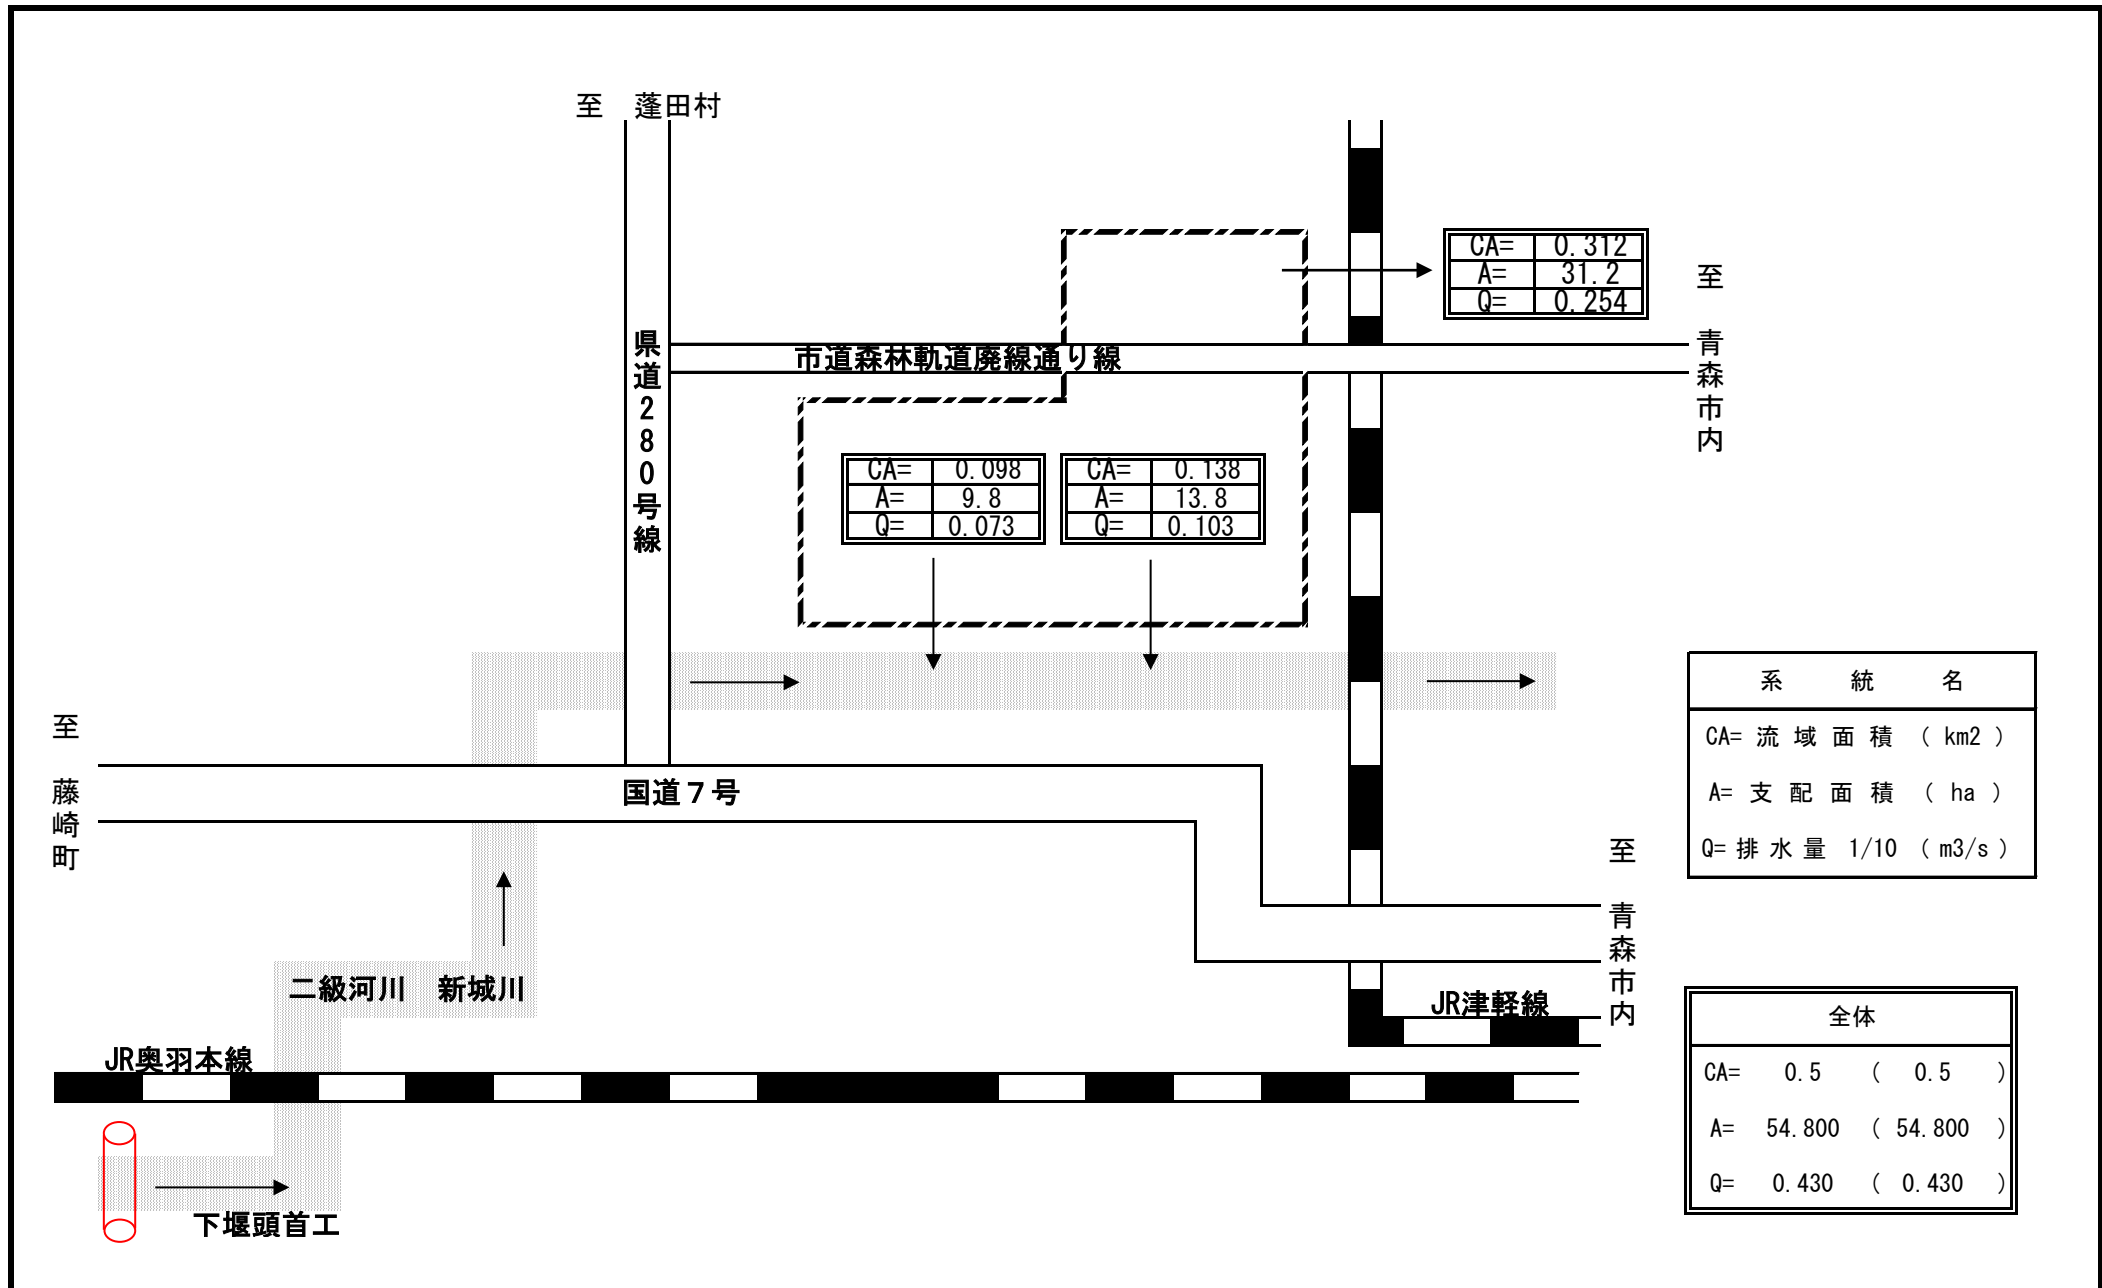 至　蓬田村
CA= 0.312
A= 31.2
Q= 0.254
至　青森市内
県道280号線
市道森林軌道廃線通り線
CA= 0.098
A= 9.8
Q= 0.073
CA= 0.138
A= 13.8
Q= 0.103
系　統　名
CA= 流域面積 ( km2 )
A= 支配面積 ( ha )
Q= 排水量 1/10 ( m3/s )
至　藤崎町
国道７号
至　青森市内
二級河川　新城川
JR津軽線
JR奥羽本線
全体
CA= 0.5 ( 0.5 )
A= 54.800 ( 54.800 )
Q= 0.430 ( 0.430 )
下堰頭首工